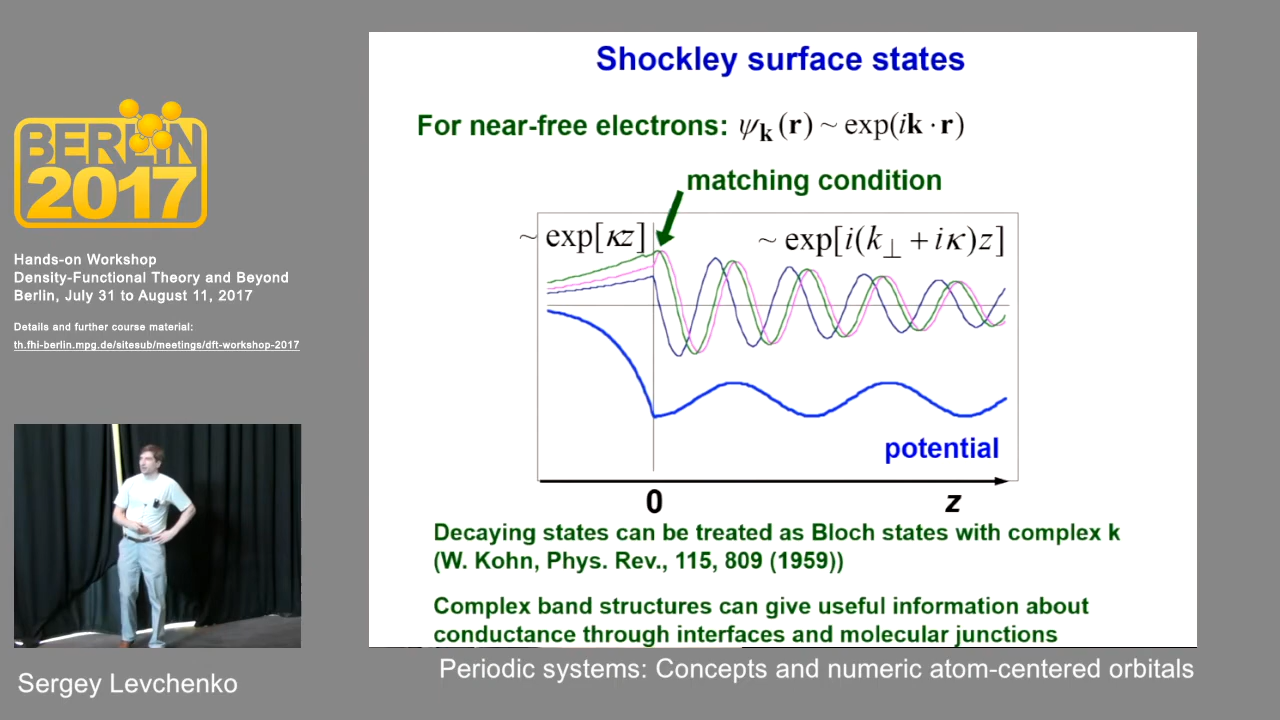 BERLIN
2017
Hands-on Workshop
Density-Functional Theory and Beyond
Berlin, July 31 to August 11, 2017
Details and further course material:
th.fhi-berlin.mpg.de/sitesub/meetings/dft-workshop-2017
Sergey Levchenko
Shockley surface states
For near-free electrons: ψ_k(r) ~ exp(ik · r)
matching condition
~ exp[κz]
~ exp[i(k⊥ + iκ)z]
potential
0
z
Decaying states can be treated as Bloch states with complex k
(W. Kohn, Phys. Rev., 115, 809 (1959))
Complex band structures can give useful information about
conductance through interfaces and molecular junctions
Periodic systems: Concepts and numeric atom-centered orbitals